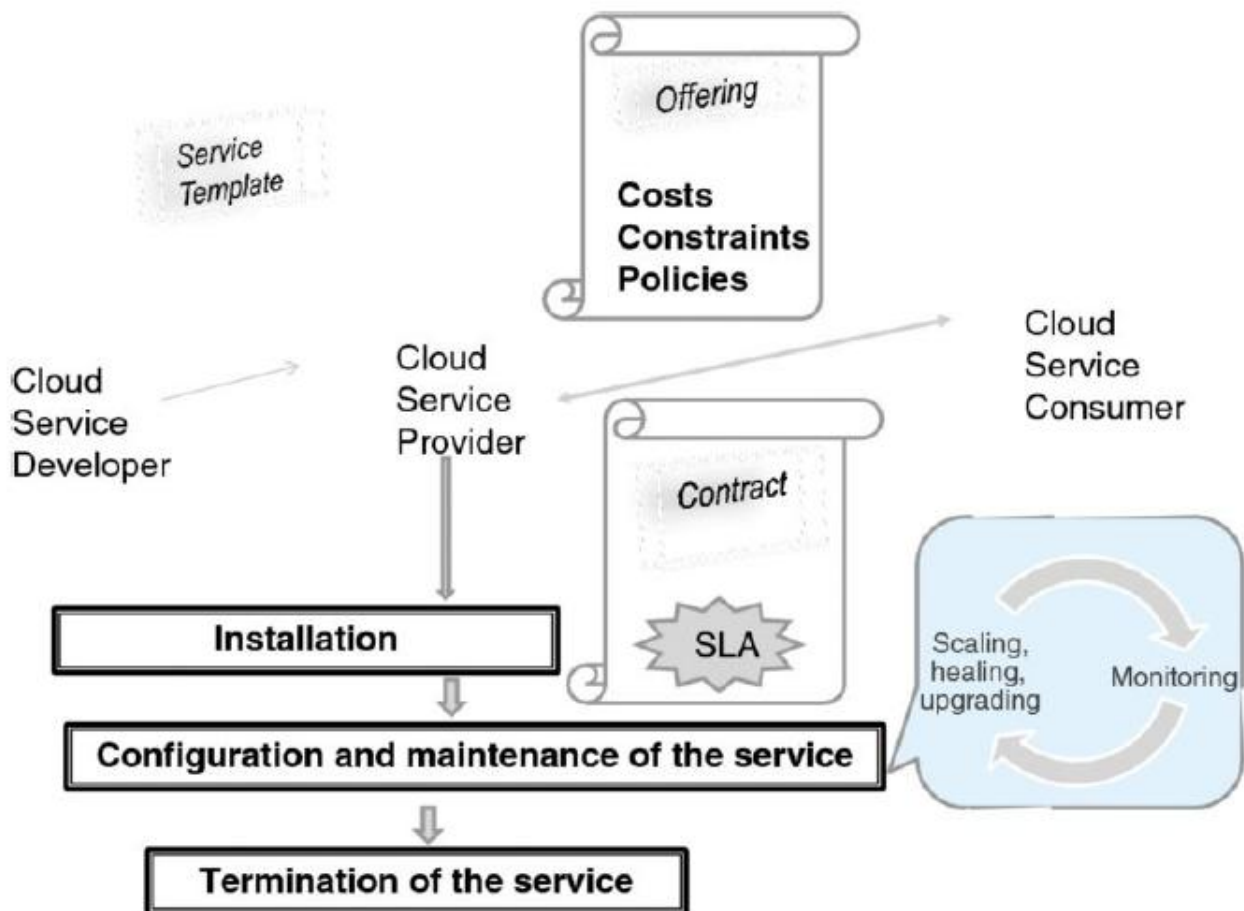 Offering
Service
Template
Costs
Constraints
Policies
Cloud
Service
Developer
Cloud
Service
Provider
Cloud
Service
Consumer
Contract
SLA
Installation
Scaling,
healing,
upgrading
Monitoring
Configuration and maintenance of the service
Termination of the service